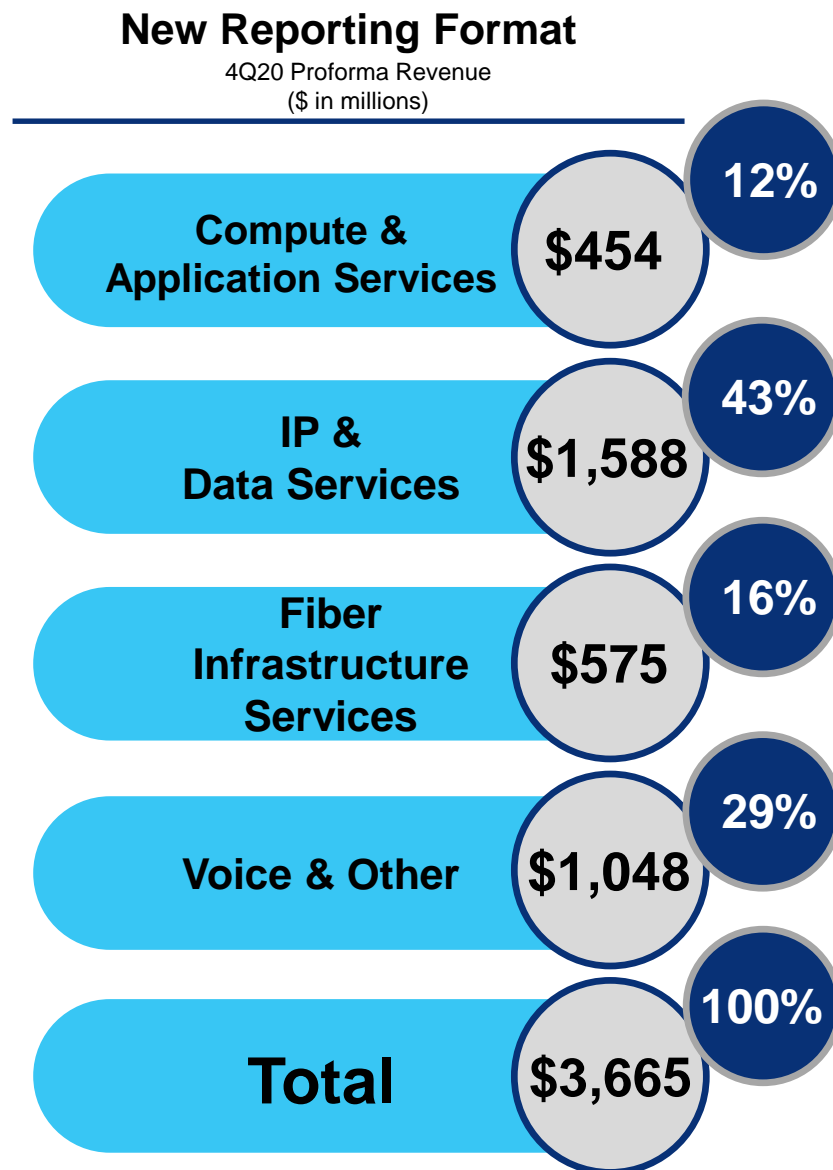 New Reporting Format
4Q20 Proforma Revenue
($ in millions)
12%
Compute &
Application Services
$454
43%
IP &
Data Services
$1,588
16%
Fiber
Infrastructure
Services
$575
29%
Voice & Other
$1,048
100%
Total
$3,665